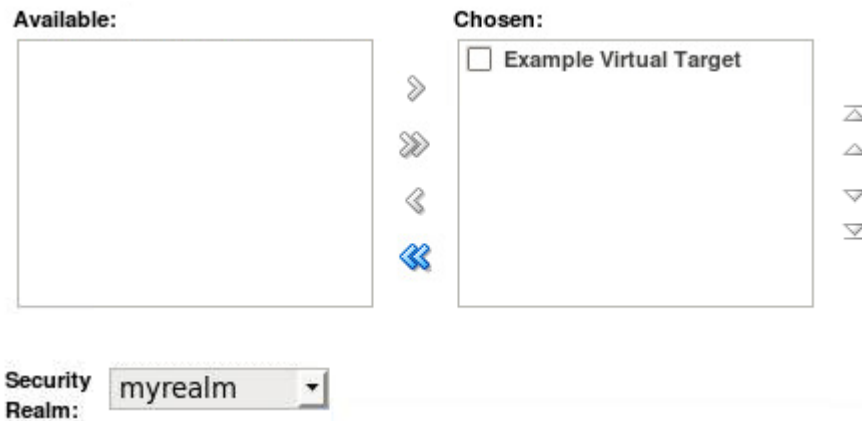 Available:
Chosen:
Example Virtual Target
Security
Realm:
myrealm